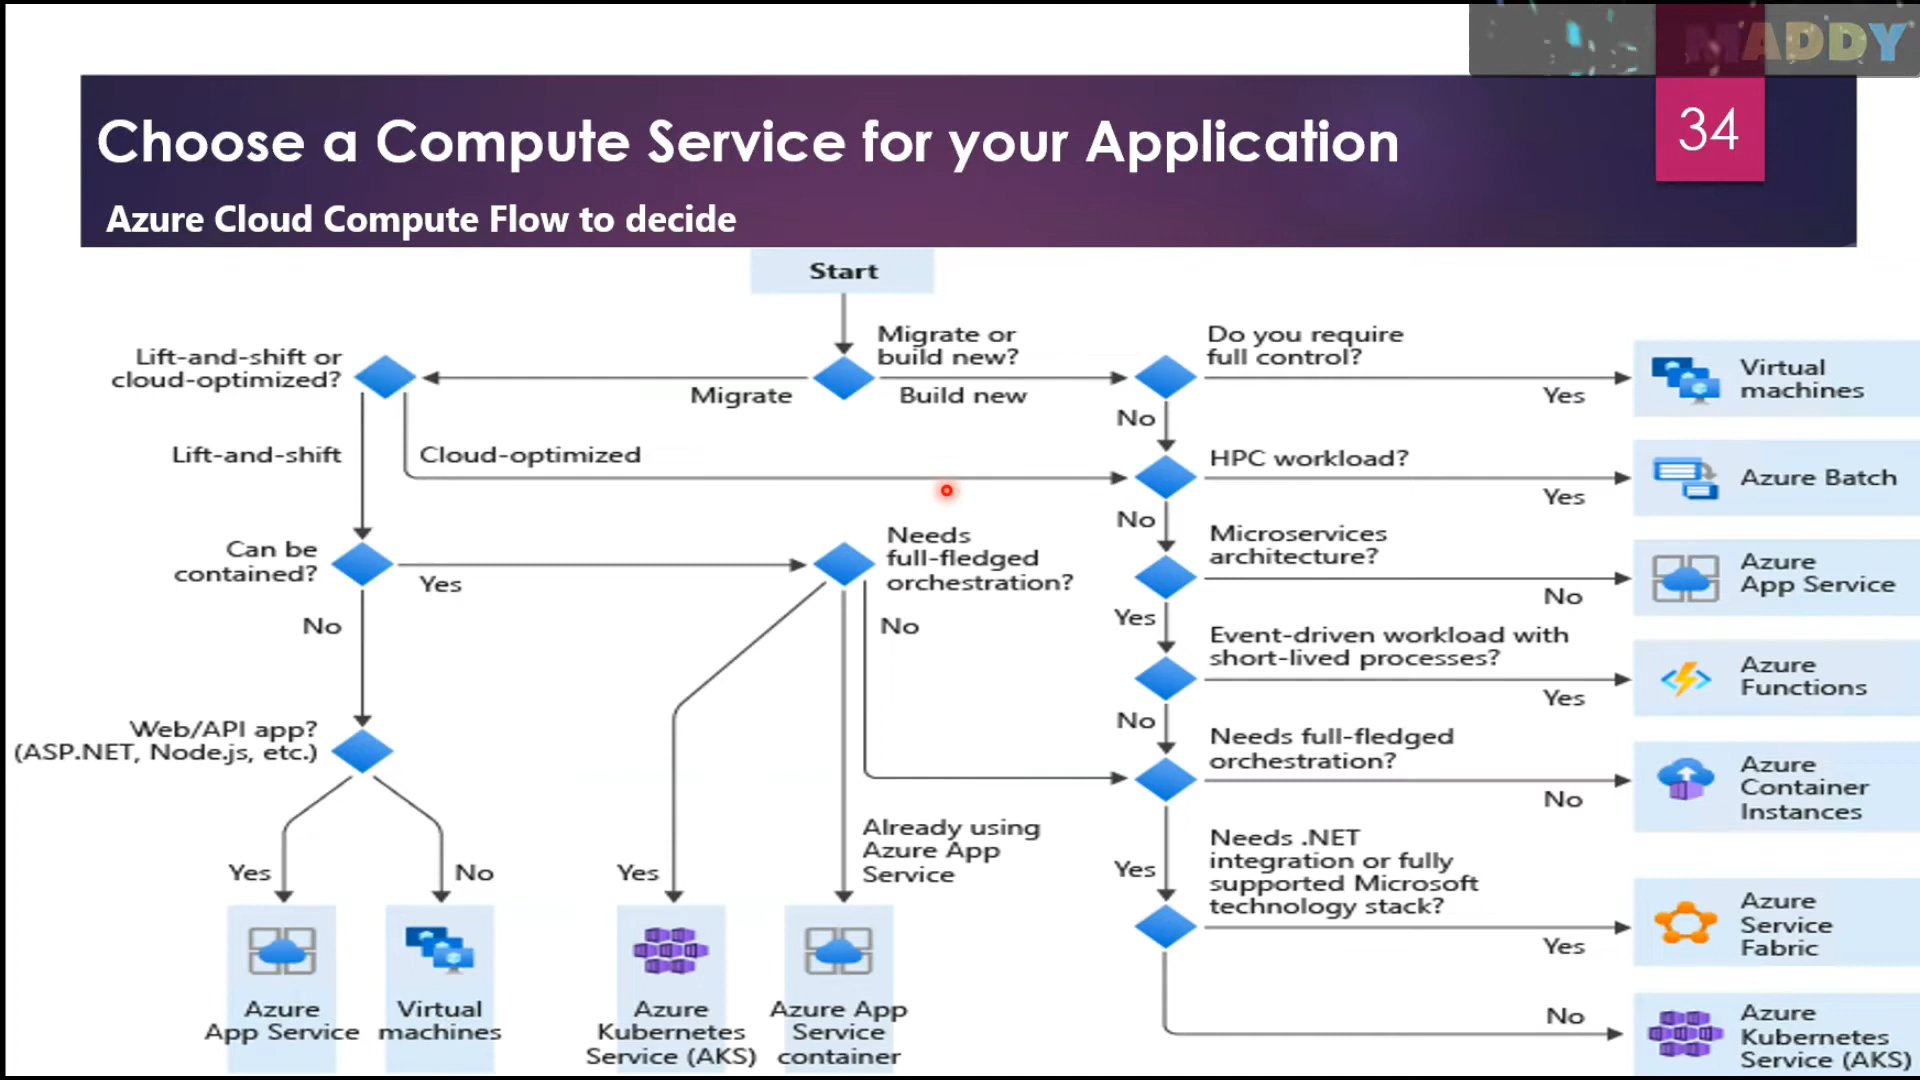 MADDY
Choose a Compute Service for your Application
34
Azure Cloud Compute Flow to decide
Start
Migrate or
build new?
Migrate
Build new
Lift-and-shift or
cloud-optimized?
Do you require
full control?
Yes
No
Virtual
machines
Lift-and-shift
Cloud-optimized
HPC workload?
Yes
No
Azure Batch
Can be
contained?
Yes
No
Needs
full-fledged
orchestration?
No
Microservices
architecture?
No
Yes
Azure
App Service
Event-driven workload with
short-lived processes?
Yes
No
Azure
Functions
Web/API app?
(ASP.NET, Node.js, etc.)
Needs full-fledged
orchestration?
No
Yes
Azure
Container
Instances
Yes
No
Yes
Already using
Azure App
Service
Needs .NET
integration or fully
supported Microsoft
technology stack?
Yes
No
Azure
Service
Fabric
Azure
App Service
Virtual
machines
Azure
Kubernetes
Service (AKS)
Azure App
Service
container
Azure
Kubernetes
Service (AKS)